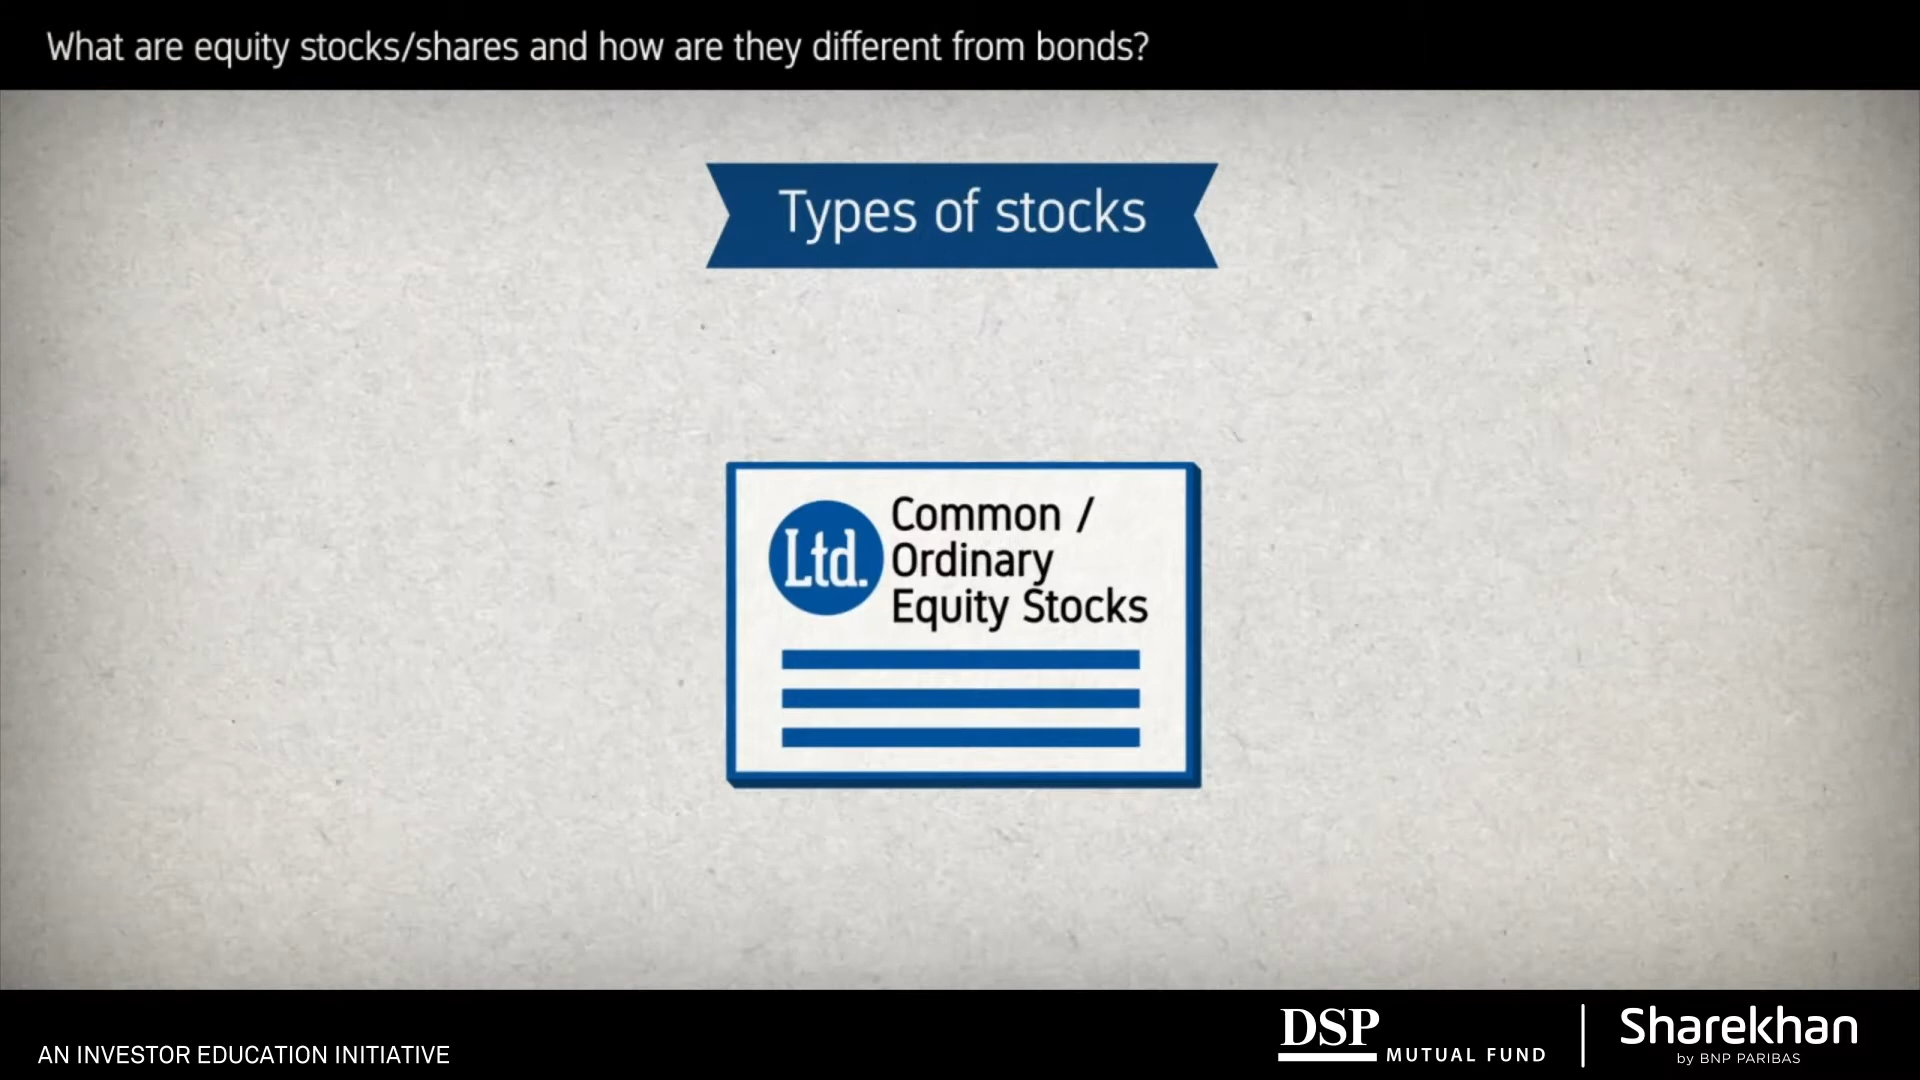 What are equity stocks/shares and how are they different from bonds?
Types of stocks
Ltd.
Common /
Ordinary
Equity Stocks
AN INVESTOR EDUCATION INITIATIVE
DSP
MUTUAL FUND
Sharekhan
by BNP PARIBAS